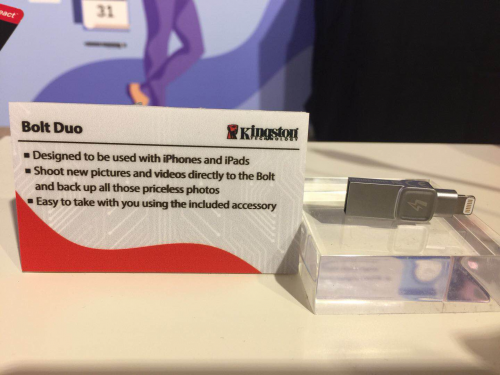 31
Bolt Duo
Kingston
TECHNOLOGY
▪ Designed to be used with iPhones and iPads
▪ Shoot new pictures and videos directly to the Bolt
and back up all those priceless photos
▪ Easy to take with you using the included accessory